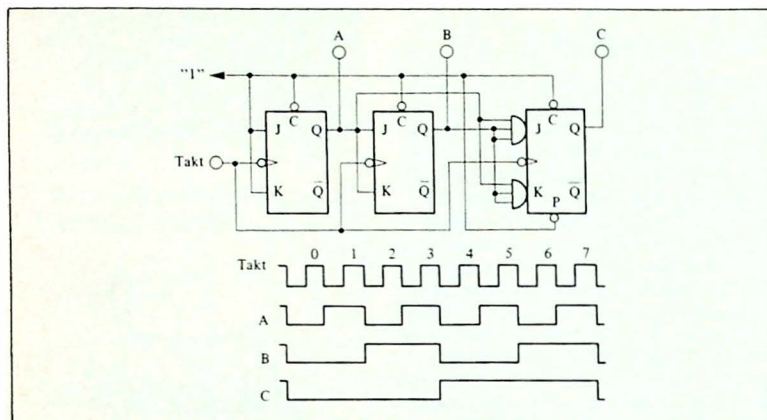 A B C
"1"
C C C
J Q J Q J Q
Takt
K Q̅ K Q̅ K Q̅
P
0 1 2 3 4 5 6 7
Takt
A
B
C